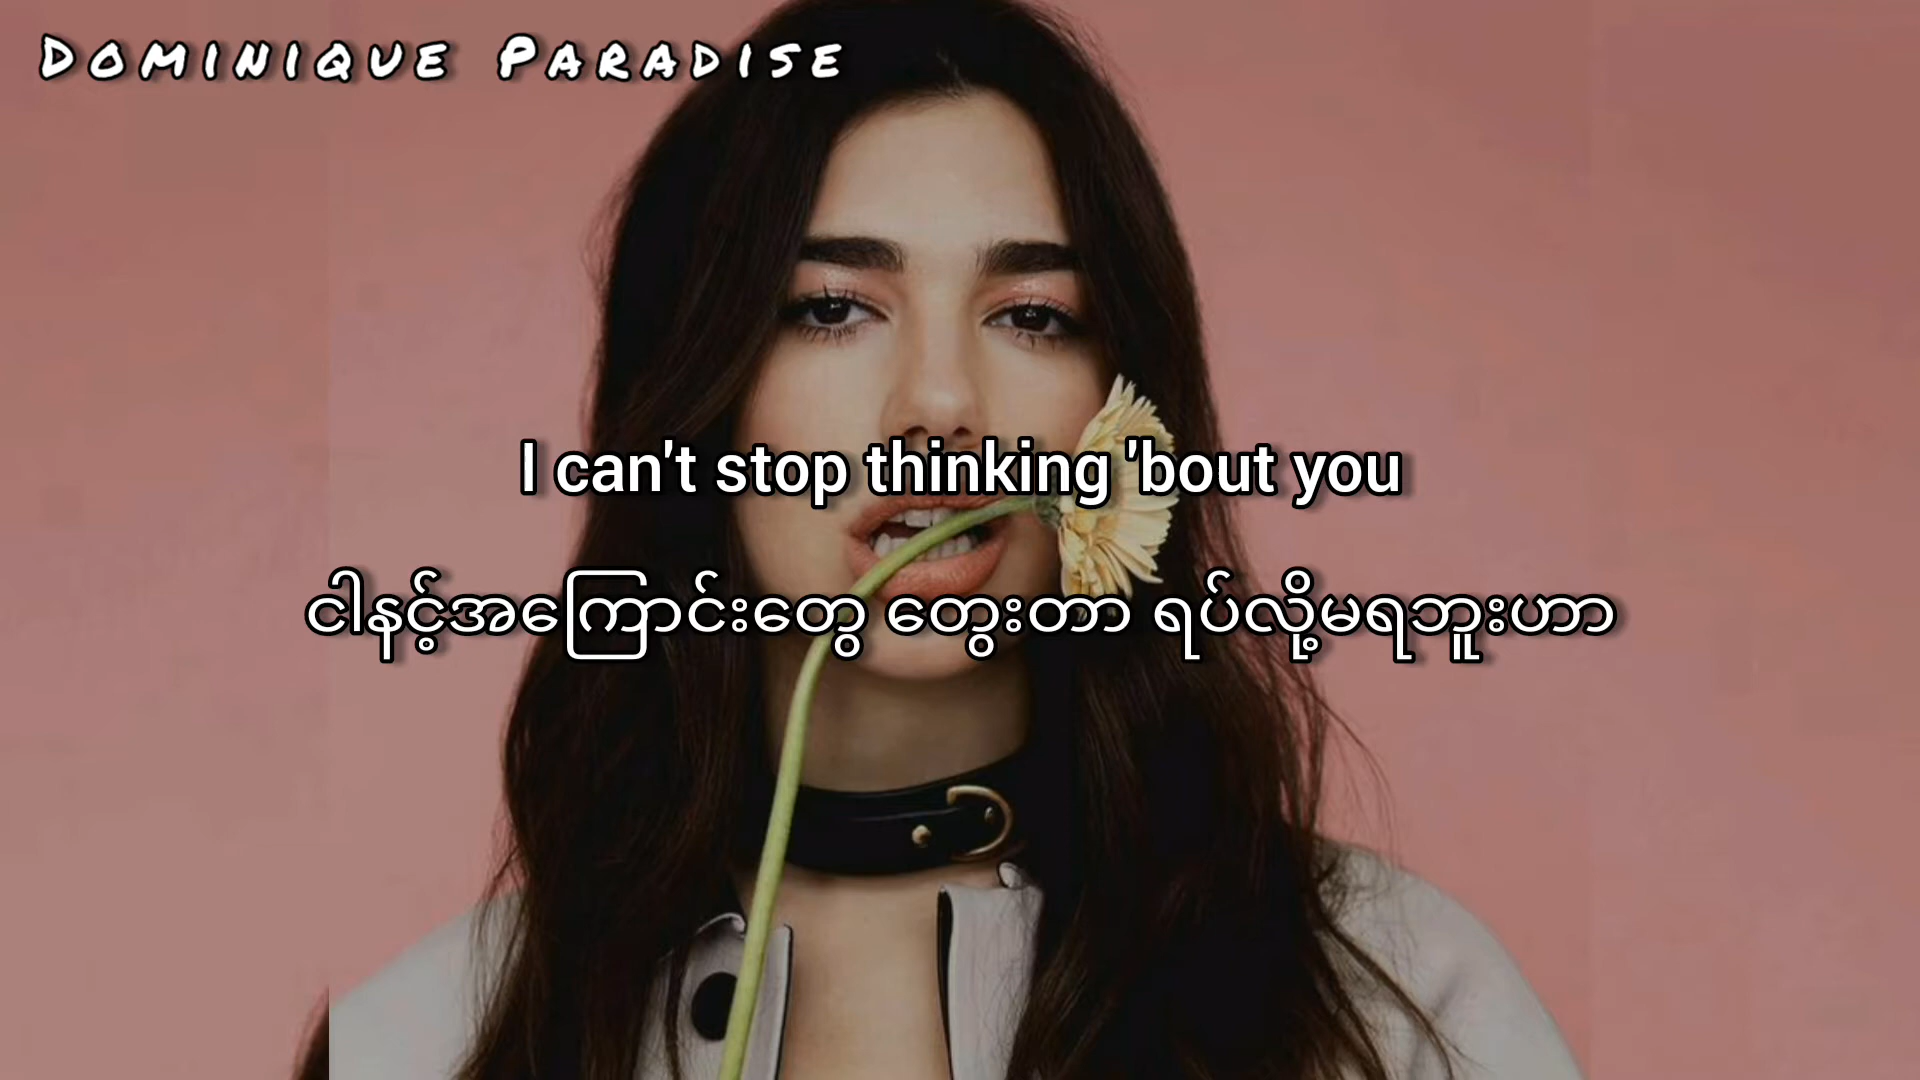 DOMINIQUE PARADISE
I can't stop thinking 'bout you
ငါနင့်အကြောင်းတွေ တွေးတာ ရပ်လို့မရဘူးဟာ